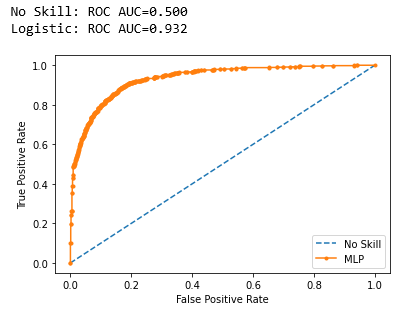 No Skill: ROC AUC=0.500
Logistic: ROC AUC=0.932
1.0
0.8
0.6
0.4
0.2
0.0
True Positive Rate
No Skill
MLP
0.0 0.2 0.4 0.6 0.8 1.0
False Positive Rate